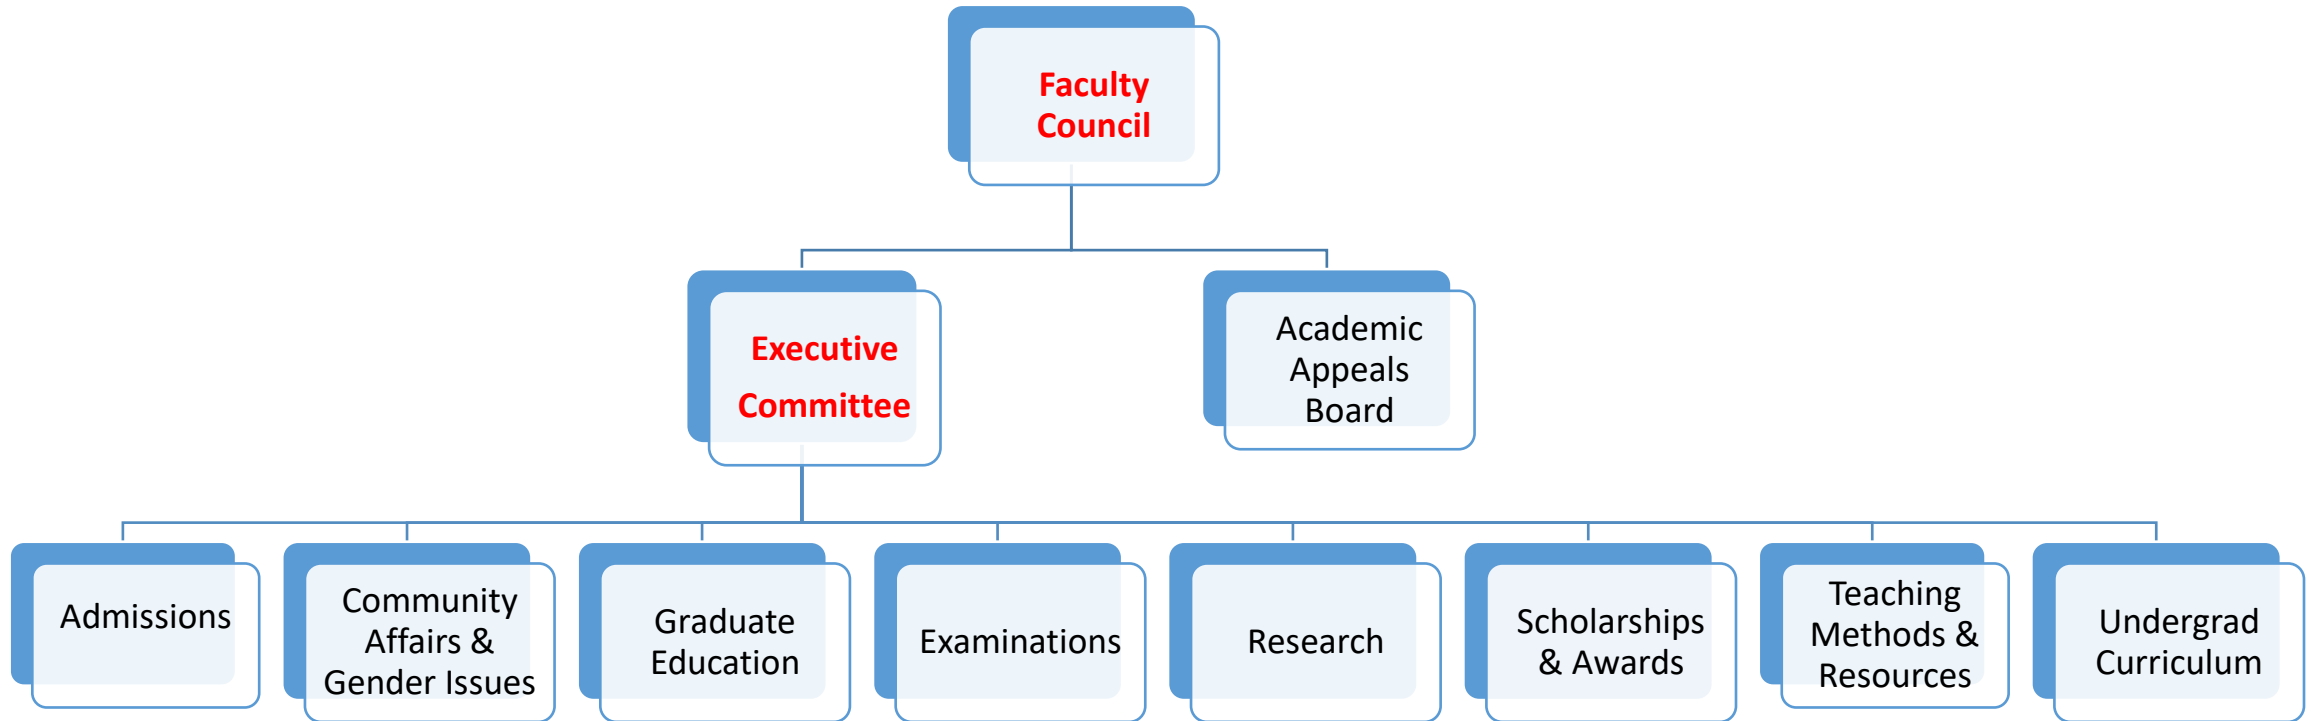 Faculty
Council
Executive
Committee
Academic
Appeals
Board
Admissions
Community
Affairs &
Gender Issues
Graduate
Education
Examinations
Research
Scholarships
& Awards
Teaching
Methods &
Resources
Undergrad
Curriculum